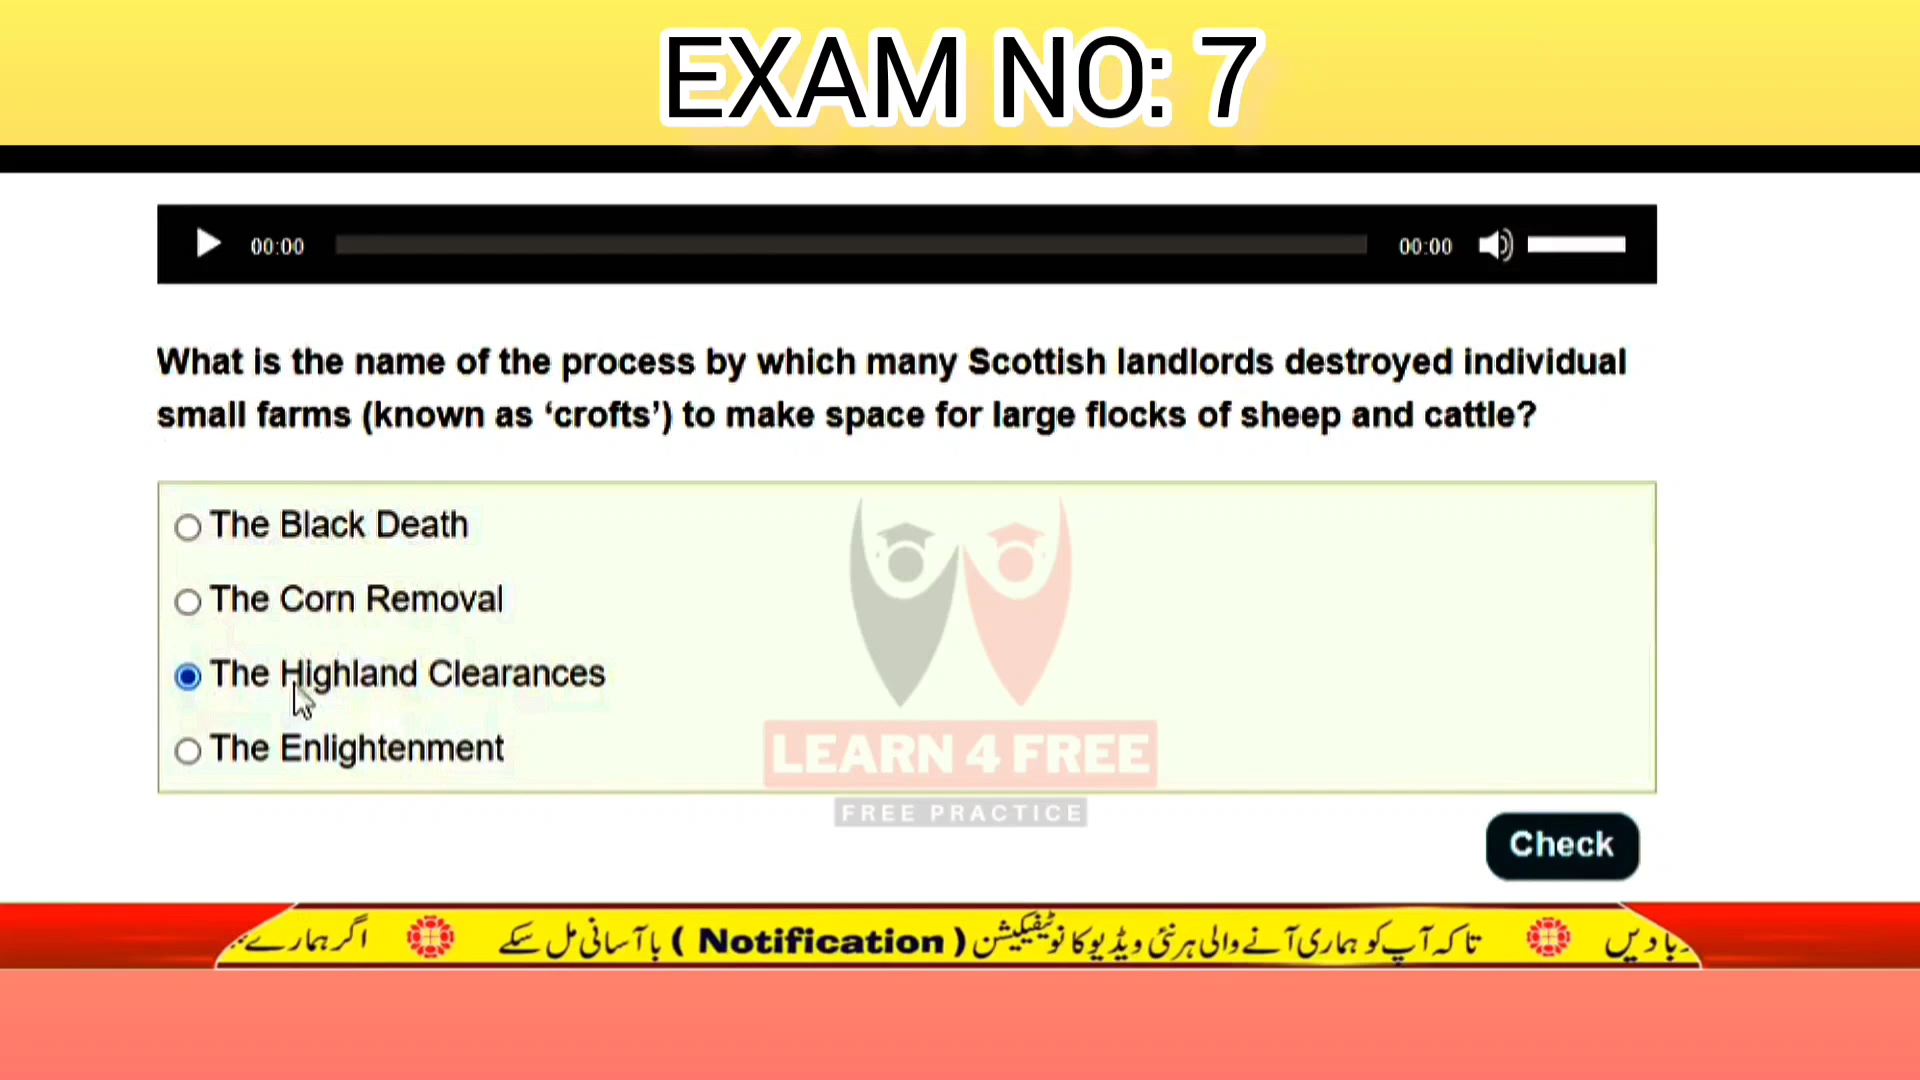 EXAM NO: 7
00:00 00:00
What is the name of the process by which many Scottish landlords destroyed individual
small farms (known as ‘crofts’) to make space for large flocks of sheep and cattle?
The Black Death
The Corn Removal
The Highland Clearances
The Enlightenment
LEARN 4 FREE
FREE PRACTICE
Check
دبا دیں تاکہ آپ کو ہماری آنے والی ہر نئی ویڈیو کا نوٹیفیکیشن ( Notification ) باآسانی مل سکے اگر ہمارے